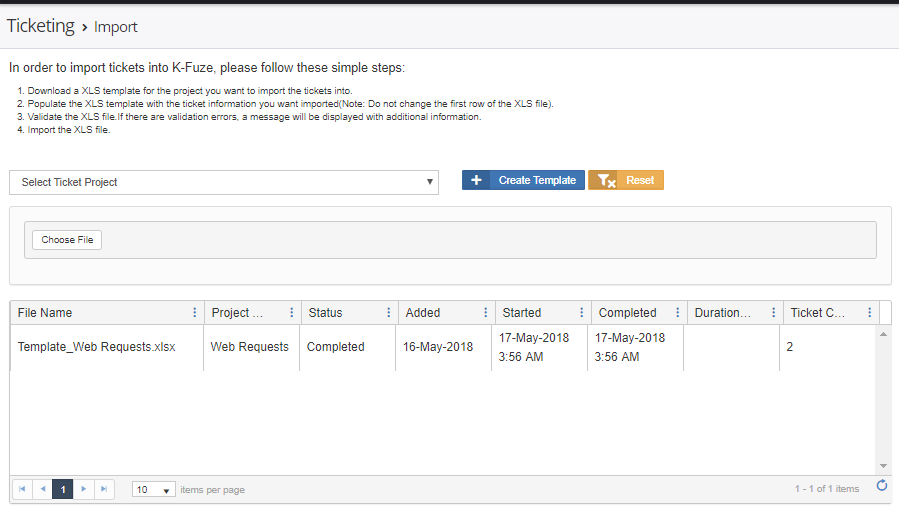 Ticketing › Import
In order to import tickets into K-Fuze, please follow these simple steps:
1. Download a XLS template for the project you want to import the tickets into.
2. Populate the XLS template with the ticket information you want imported(Note: Do not change the first row of the XLS file).
3. Validate the XLS file.If there are validation errors, a message will be displayed with additional information.
4. Import the XLS file.
Select Ticket Project
Create Template
Reset
Choose File
File Name Project ... Status Added Started Completed Duration... Ticket C...
Template_Web Requests.xlsx Web Requests Completed 16-May-2018 17-May-2018 3:56 AM 17-May-2018 3:56 AM 2
1 10 items per page 1 - 1 of 1 items